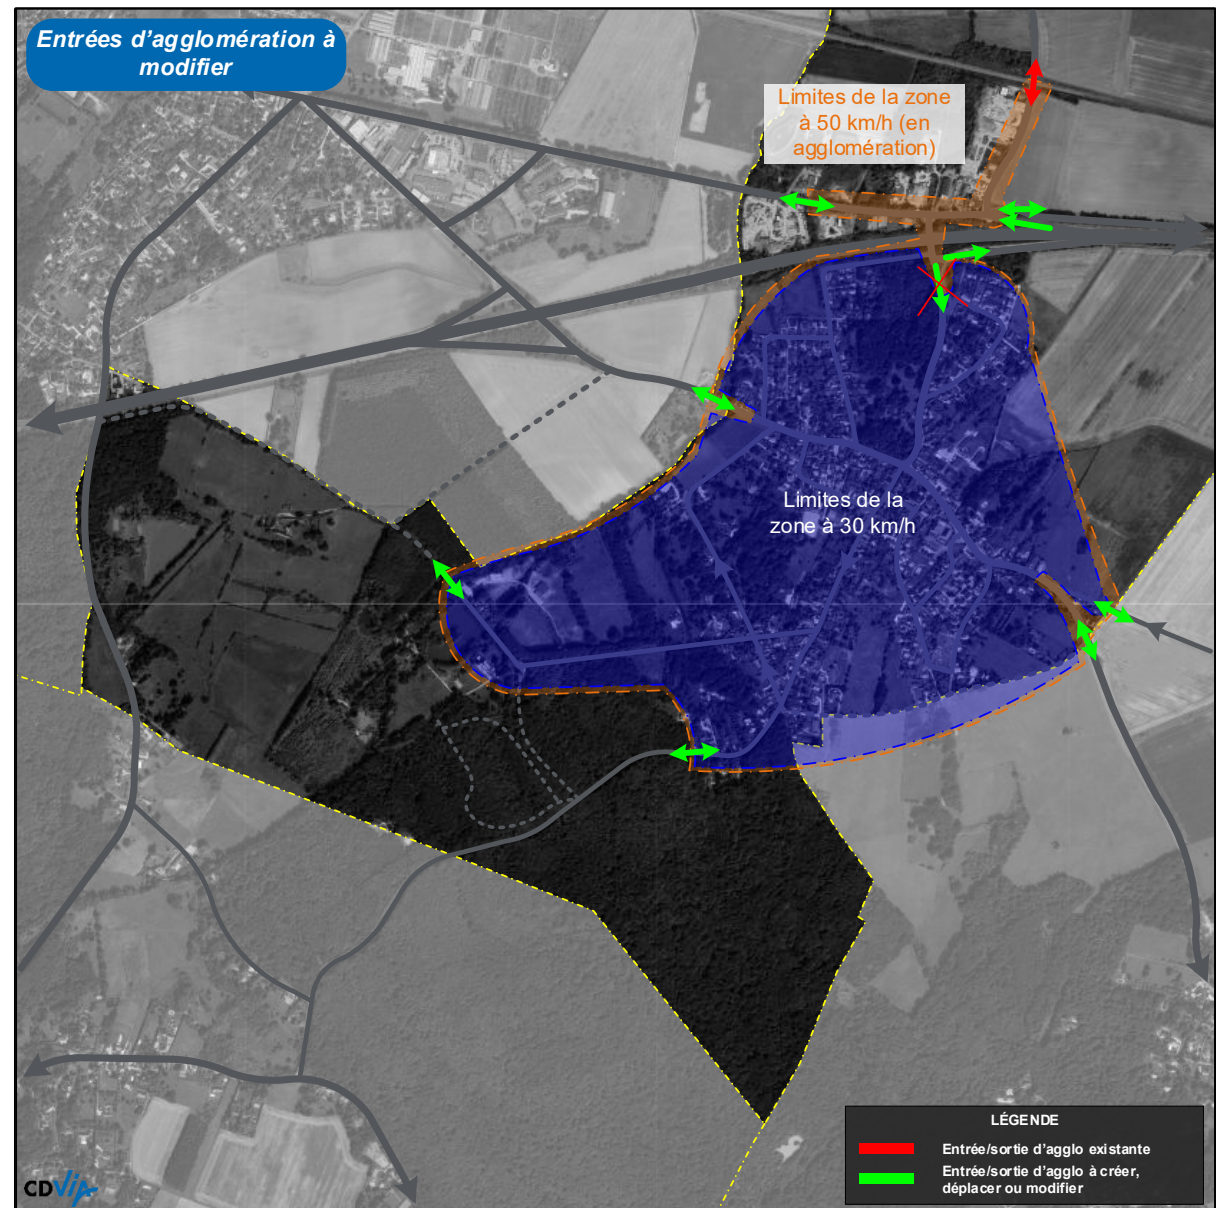 Entrées d'agglomération à
modifier
Limites de la zone
à 50 km/h (en
agglomération)
Limites de la
zone à 30 km/h
LÉGENDE
Entrée/sortie d'agglo existante
Entrée/sortie d'agglo à créer,
déplacer ou modifier
CDVIA